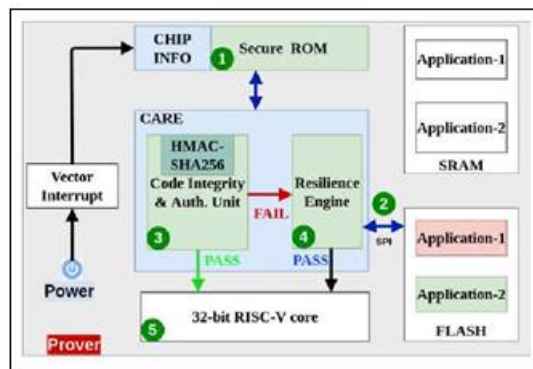 CHIP
INFO
1
Secure ROM
Application-1
Application-2
SRAM
CARE
HMAC-
SHA256
Code Integrity
& Auth. Unit
3
FAIL
Resilience
Engine
4
2
SPI
Vector
Interrupt
Power
PASS
PASS
Application-1
Application-2
FLASH
5
32-bit RISC-V core
Prover